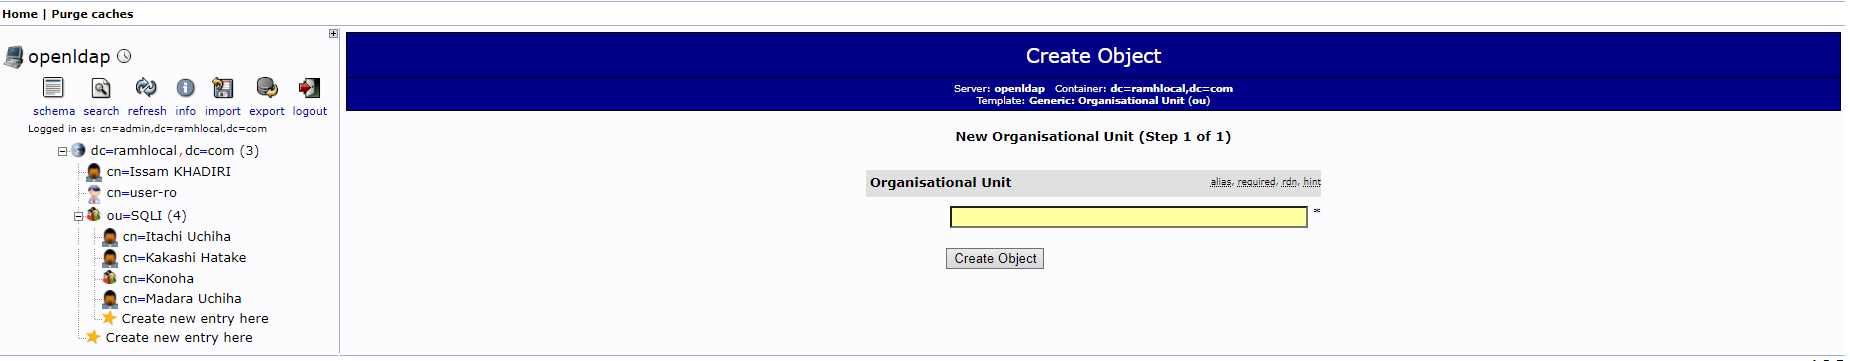 Home | Purge caches
openldap
schema search refresh info import export logout
Logged in as: cn=admin,dc=ramhlocal,dc=com
dc=ramhlocal,dc=com (3)
cn=Issam KHADIRI
cn=user-ro
ou=SQLI (4)
cn=Itachi Uchiha
cn=Kakashi Hatake
cn=Konoha
cn=Madara Uchiha
Create new entry here
Create new entry here
Create Object
Server: openldap Container: dc=ramhlocal,dc=com
Template: Generic: Organisational Unit (ou)
New Organisational Unit (Step 1 of 1)
Organisational Unit alias, required, rdn, hint
*
Create Object